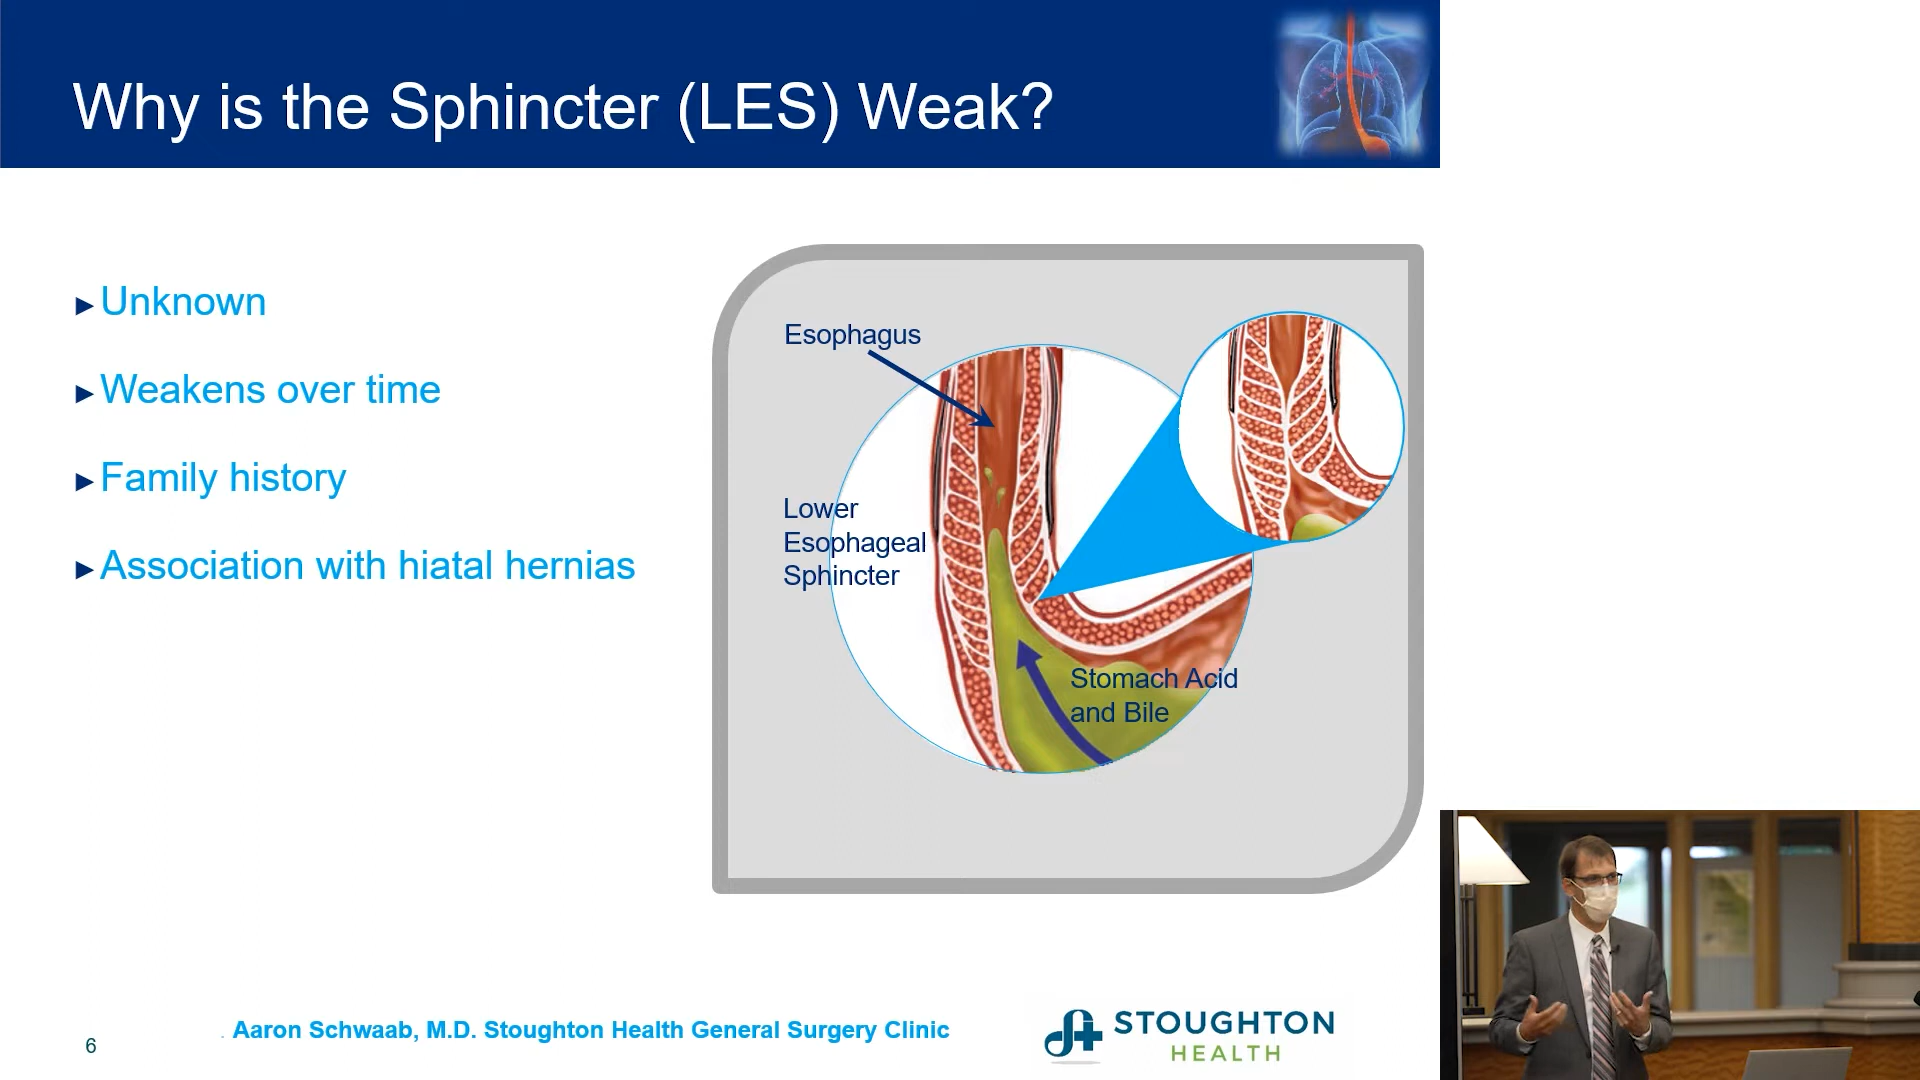 Why is the Sphincter (LES) Weak?
►Unknown
►Weakens over time
►Family history
►Association with hiatal hernias
Esophagus
Lower
Esophageal
Sphincter
Stomach Acid
and Bile
6
. Aaron Schwaab, M.D. Stoughton Health General Surgery Clinic
STOUGHTON
HEALTH